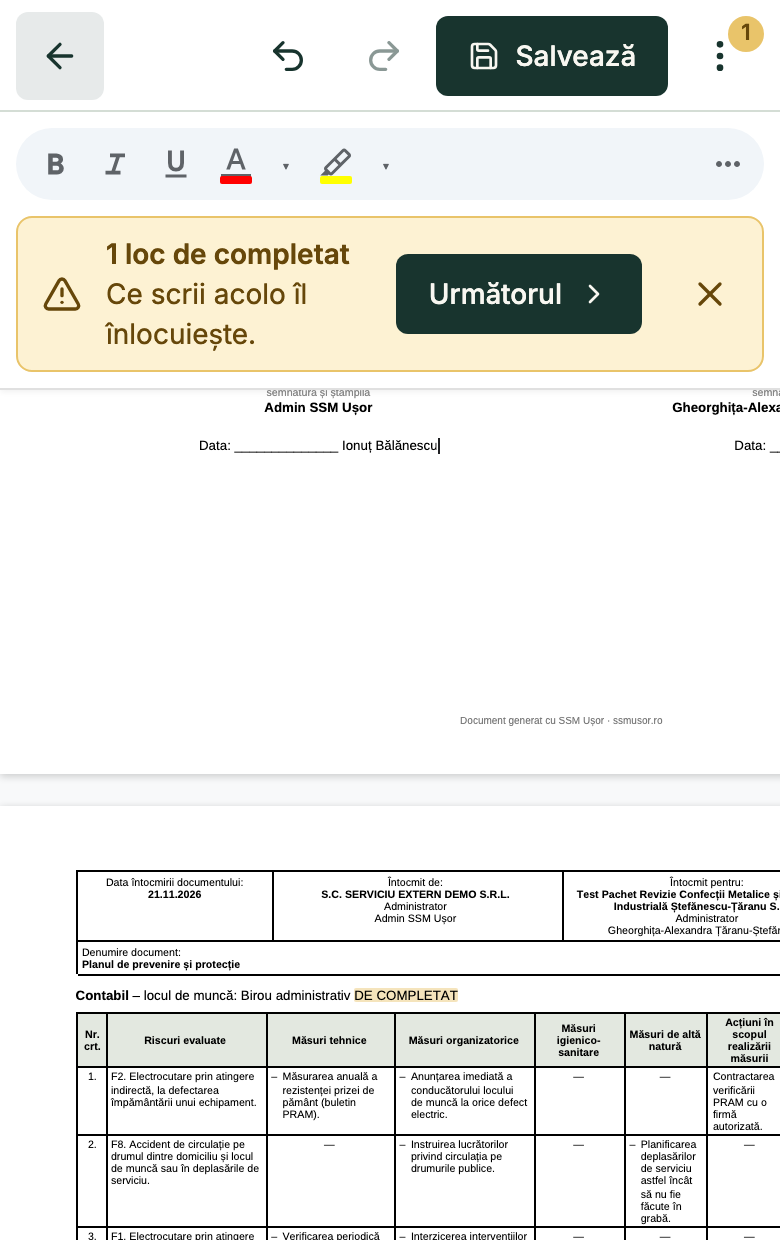 1
Salvează
B I U A
1 loc de completat
Ce scrii acolo îl
înlocuiește.
Următorul
semnătura și ștampila
Admin SSM Ușor
Gheorghița-Alexa
Data: ______________ Ionuț Bălănescu
Data: __
Document generat cu SSM Ușor · ssmusor.ro
Data întocmirii documentului:
21.11.2026
Întocmit de:
S.C. SERVICIU EXTERN DEMO S.R.L.
Administrator
Admin SSM Ușor
Întocmit pentru:
Test Pachet Revizie Confecții Metalice și
Industrială Ștefănescu-Țăranu S.
Administrator
Gheorghița-Alexandra Țăranu-Ștefăn
Denumire document:
Planul de prevenire și protecție
Contabil – locul de muncă: Birou administrativ DE COMPLETAT
Nr.
crt.
Riscuri evaluate
Măsuri tehnice
Măsuri organizatorice
Măsuri
igienico-
sanitare
Măsuri de altă
natură
Acțiuni în
scopul
realizării
măsurii
1.
F2. Electrocutare prin atingere
indirectă, la defectarea
împământării unui echipament.
– Măsurarea anuală a
rezistenței prizei de
pământ (buletin
PRAM).
– Anunțarea imediată a
conducătorului locului
de muncă la orice defect
electric.
—
—
Contractarea
verificării
PRAM cu o
firmă
autorizată.
2.
F8. Accident de circulație pe
drumul dintre domiciliu și locul
de muncă sau în deplasările de
serviciu.
—
– Instruirea lucrătorilor
privind circulația pe
drumurile publice.
—
– Planificarea
deplasărilor
de serviciu
astfel încât
să nu fie
făcute în
grabă.
—
3.
F1. Electrocutare prin atingere
– Verificarea periodică
– Interzicerea intervențiilor
—
—
—